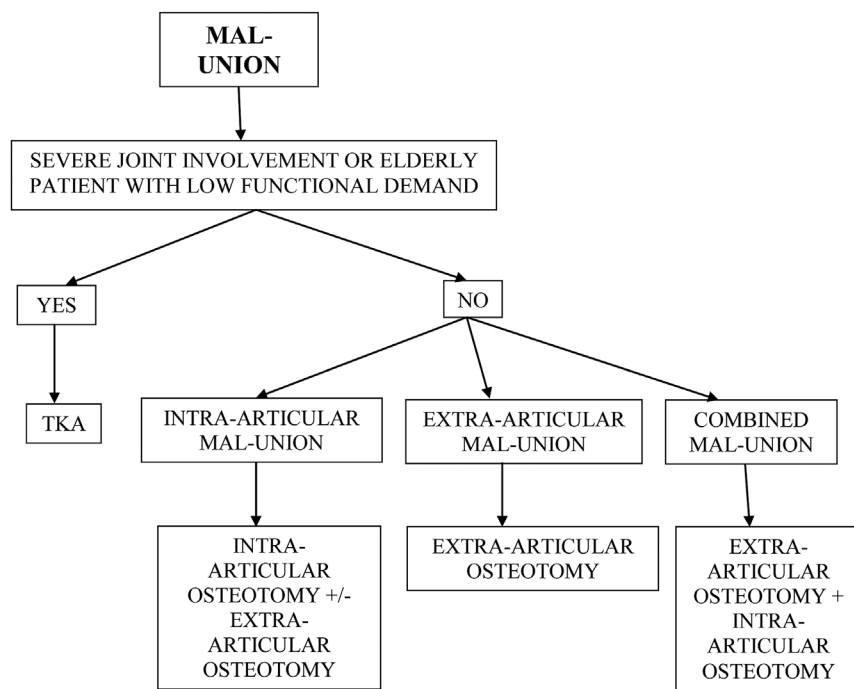 MAL-
UNION
SEVERE JOINT INVOLVEMENT OR ELDERLY
PATIENT WITH LOW FUNCTIONAL DEMAND
YES
NO
TKA
INTRA-ARTICULAR
MAL-UNION
EXTRA-ARTICULAR
MAL-UNION
COMBINED
MAL-UNION
INTRA-
ARTICULAR
OSTEOTOMY +/-
EXTRA-
ARTICULAR
OSTEOTOMY
EXTRA-ARTICULAR
OSTEOTOMY
EXTRA-
ARTICULAR
OSTEOTOMY +
INTRA-
ARTICULAR
OSTEOTOMY